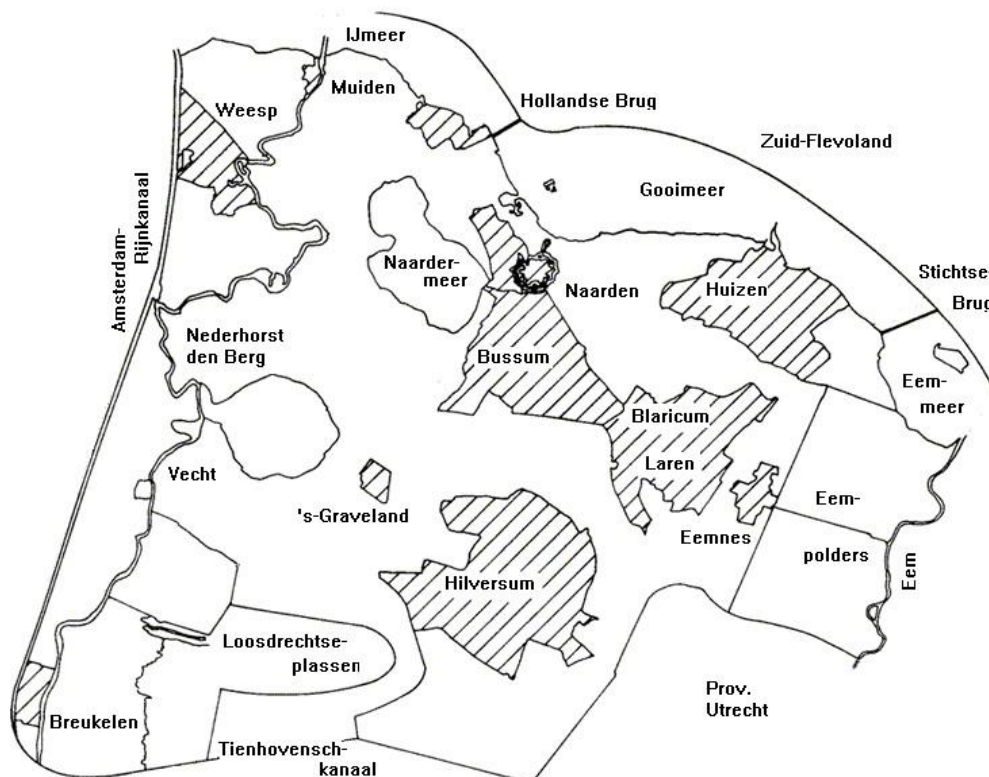 IJmeer
Muiden
Weesp
Hollandse Brug
Zuid-Flevoland
Gooimeer
Amsterdam-
Rijnkanaal
Naarder-
meer
Naarden
Huizen
Stichtse
Brug
Nederhorst
den Berg
Bussum
Eem-
meer
Blaricum
Laren
Vecht
's-Graveland
Eemnes
Eem-
polders
Eem
Hilversum
Loosdrechtse-
plassen
Prov.
Utrecht
Breukelen
Tienhovensch-
kanaal